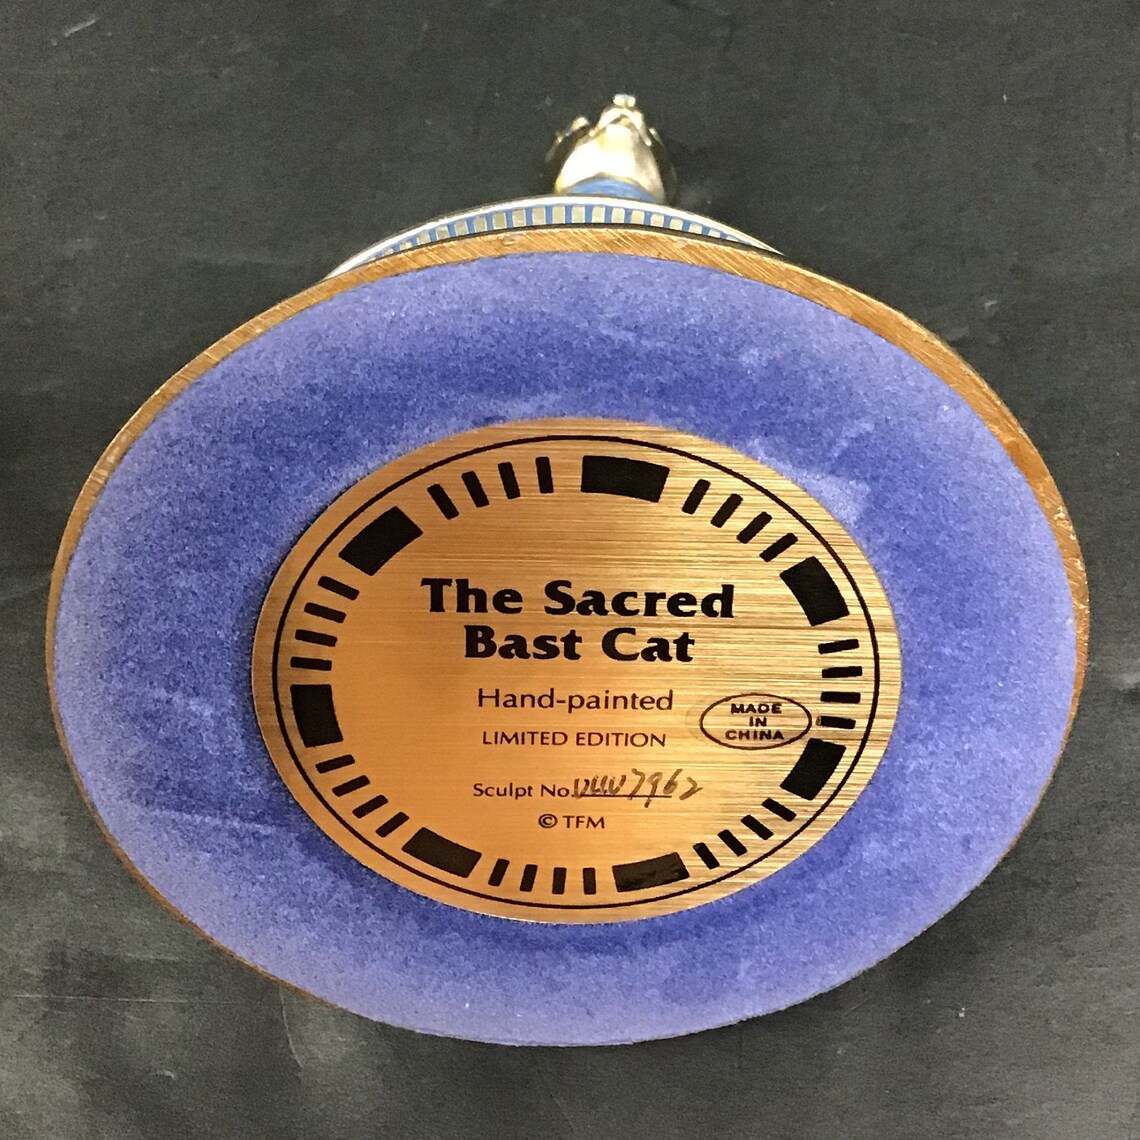 The Sacred
Bast Cat
Hand-painted
LIMITED EDITION
MADE
IN
CHINA
Sculpt No.
© TFM